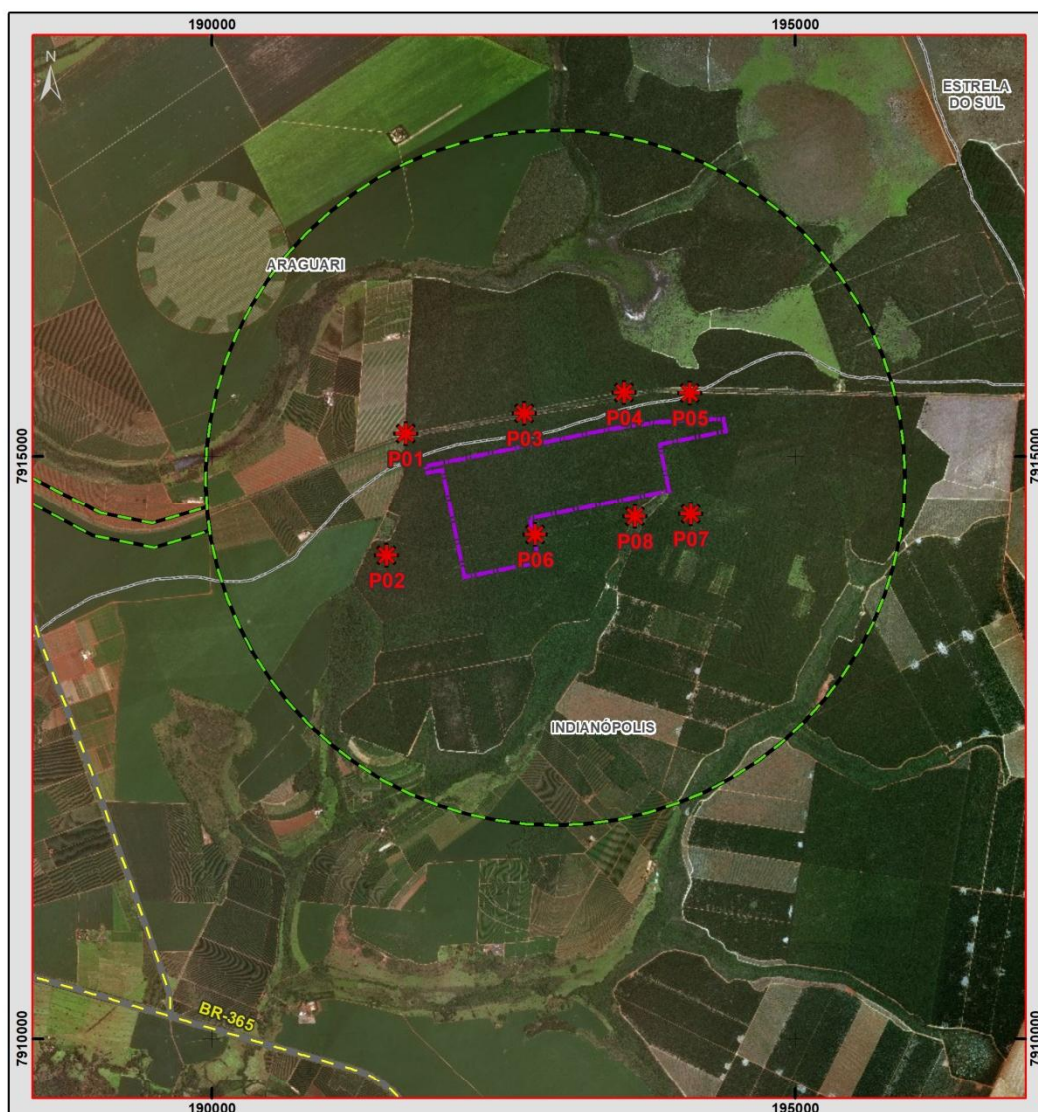 190000
195000
N
ESTRELA
DO SUL
ARAGUARI
P04
P05
P03
P01
7915000
7915000
P08
P07
P06
P02
INDIANÓPOLIS
BR-365
7910000
7910000
190000
195000